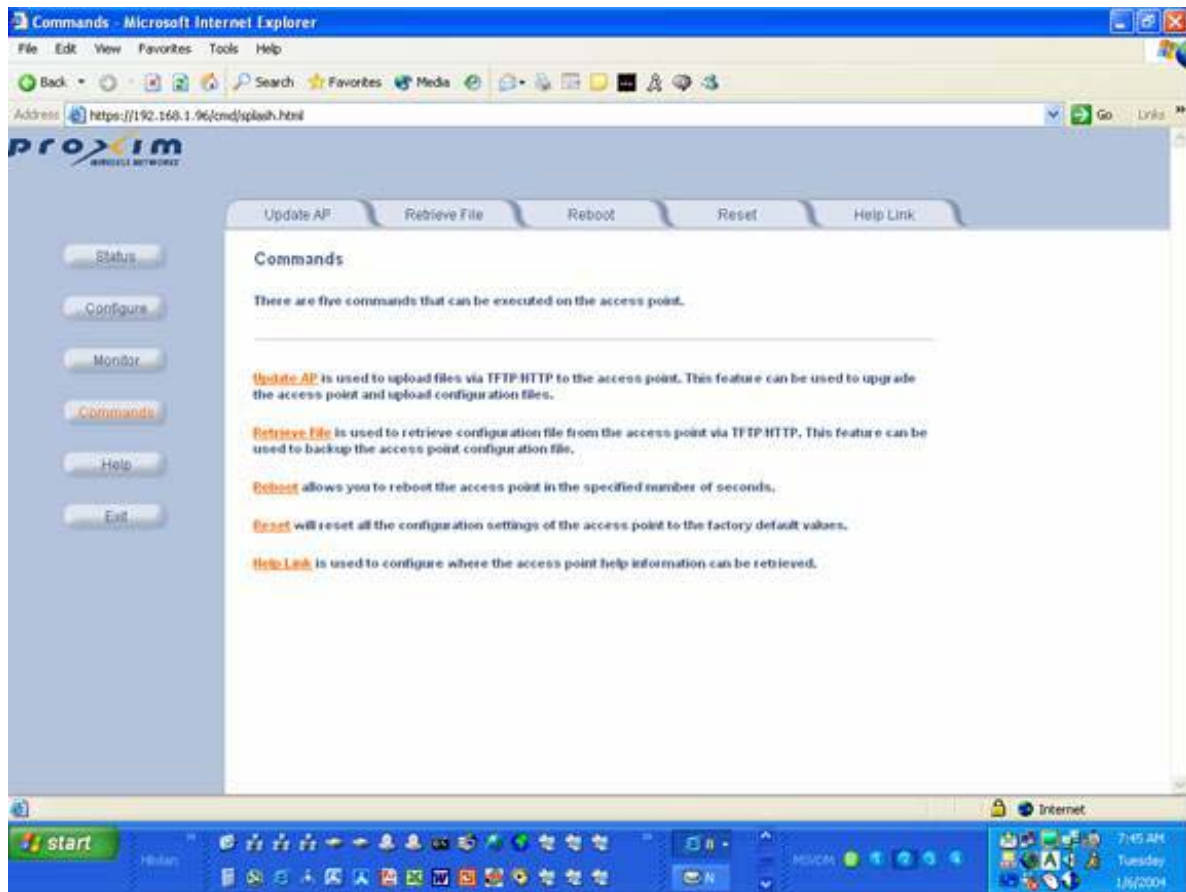 Commands - Microsoft Internet Explorer
File Edit View Favorites Tools Help
Back Search Favorites Media
Address https://192.168.1.96/cmd/splash.html Go Links »
proxim
WIRELESS NETWORKS
Update AP Retrieve File Reboot Reset Help Link
Status
Configure
Monitor
Commands
Help
Exit
Commands
There are five commands that can be executed on the access point.
Update AP is used to upload files via TFTP/HTTP to the access point. This feature can be used to upgrade
the access point and upload configuration files.
Retrieve File is used to retrieve configuration file from the access point via TFTP/HTTP. This feature can be
used to backup the access point configuration file.
Reboot allows you to reboot the access point in the specified number of seconds.
Reset will reset all the configuration settings of the access point to the factory default values.
Help Link is used to configure where the access point help information can be retrieved.
Internet
start
7:45 AM
Tuesday
1/6/2004